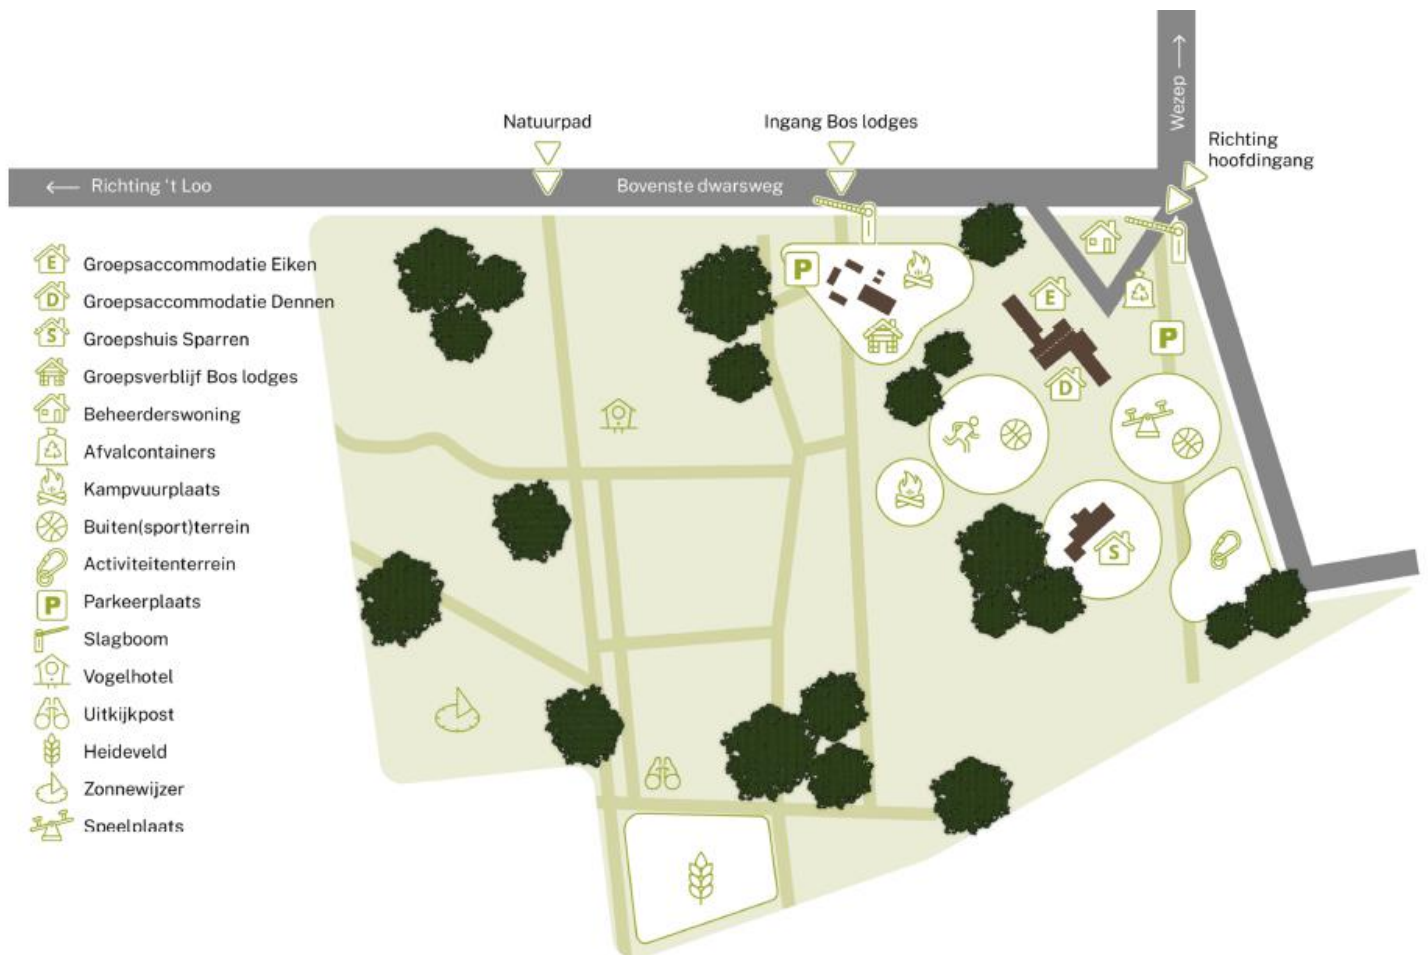 Wezep
Natuurpad
Ingang Bos lodges
Richting
hoofdingang
Richting 't Loo
Bovenste dwarsweg
P
E
D
P
S
E Groepsaccommodatie Eiken
D Groepsaccommodatie Dennen
S Groepshuis Sparren
Groepsverblijf Bos lodges
Beheerderswoning
Afvalcontainers
Kampvuurplaats
Buiten(sport)terrein
Activiteitenterrein
P Parkeerplaats
Slagboom
Vogelhotel
Uitkijkpost
Heideveld
Zonnewijzer
Speelplaats